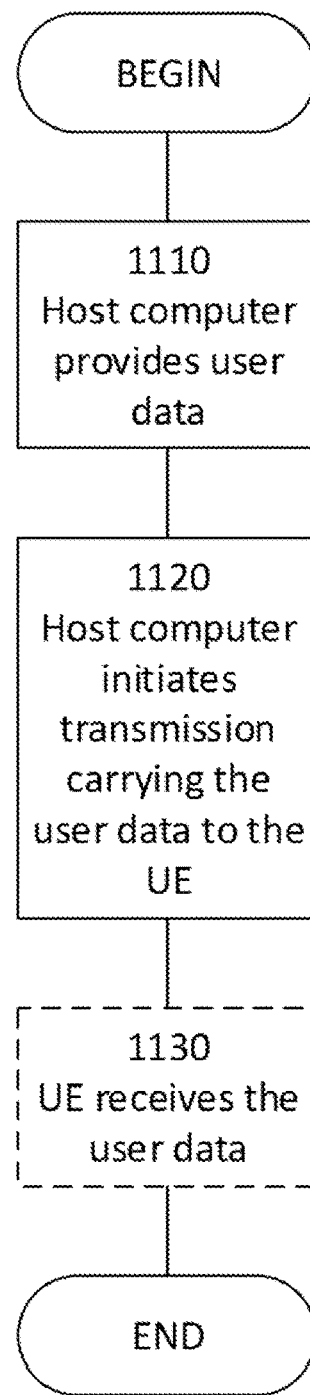 BEGIN
1110
Host computer
provides user
data
1120
Host computer
initiates
transmission
carrying the
user data to the
UE
1130
UE receives the
user data
END